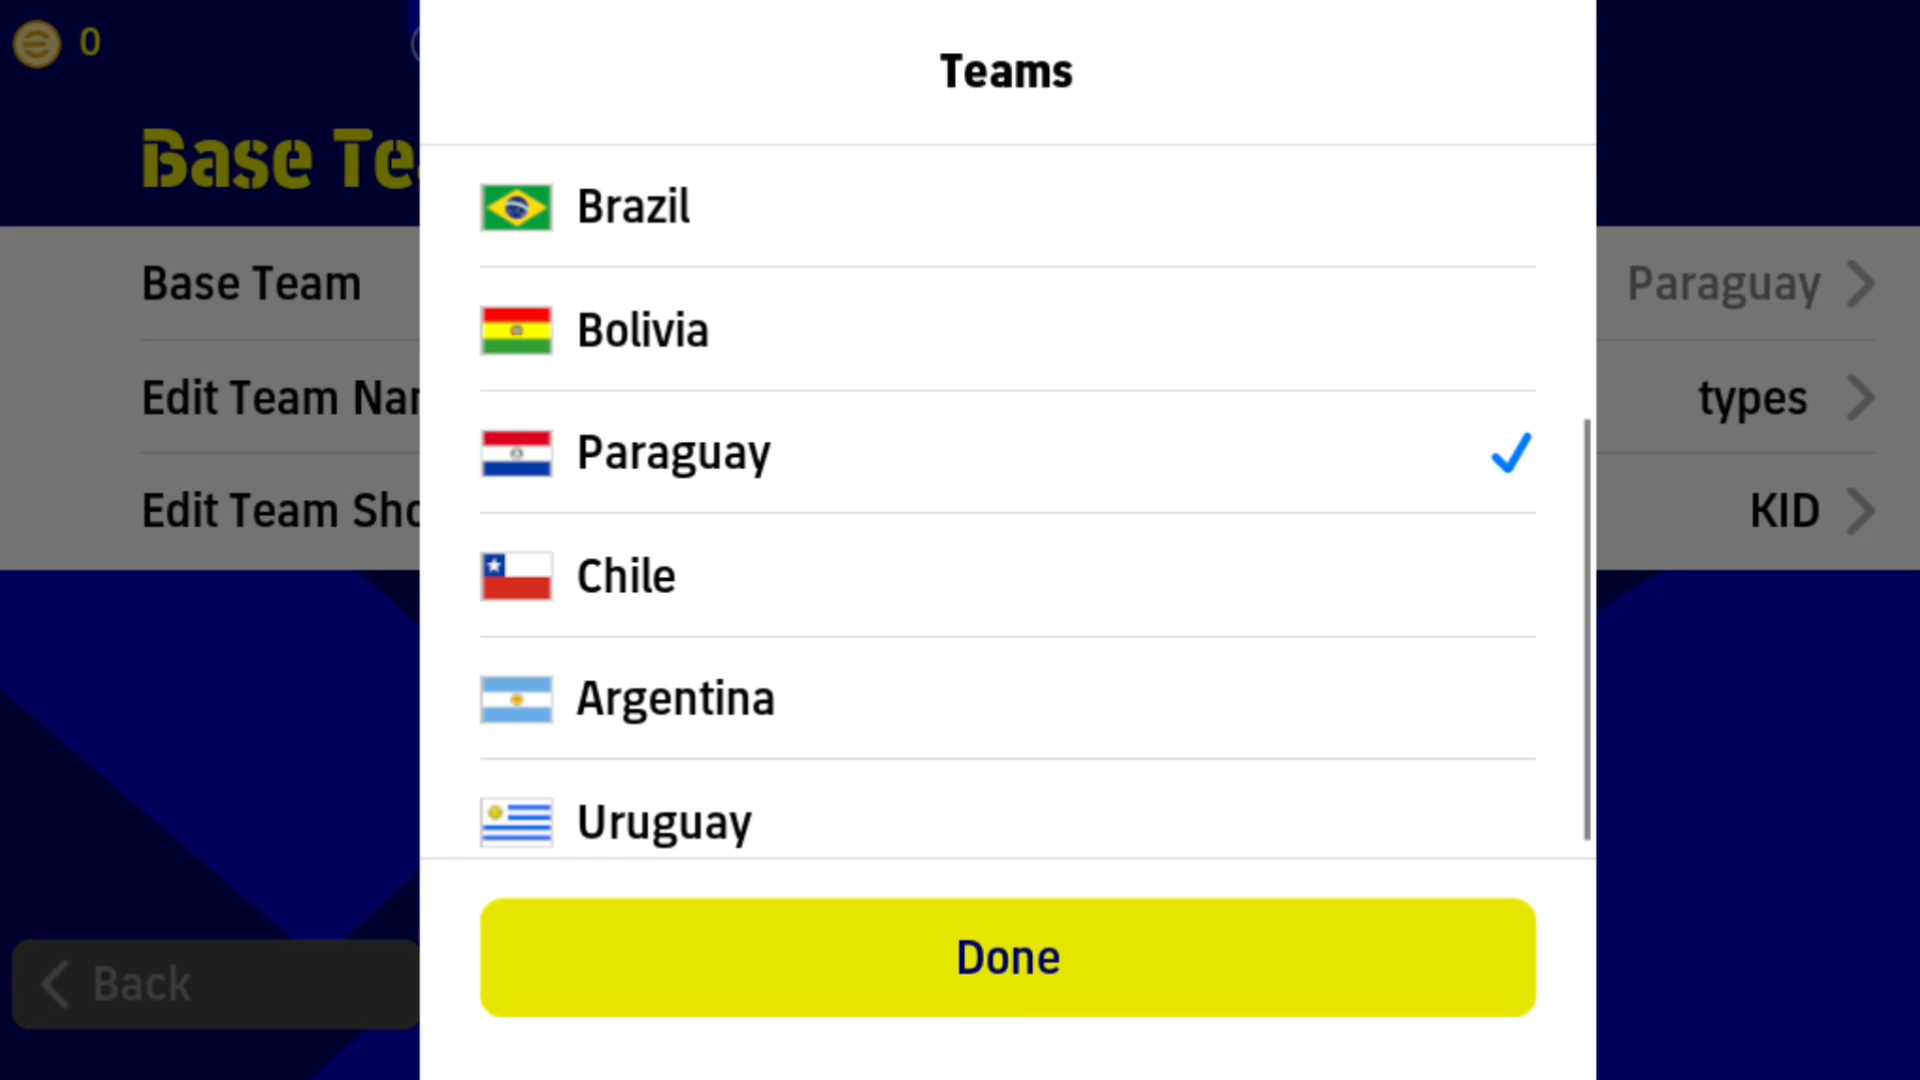 0
Teams
Base Te
Brazil
Base Team
Paraguay
Bolivia
Edit Team Nar
types
Paraguay
Edit Team Sho
KID
Chile
Argentina
Uruguay
Back
Done